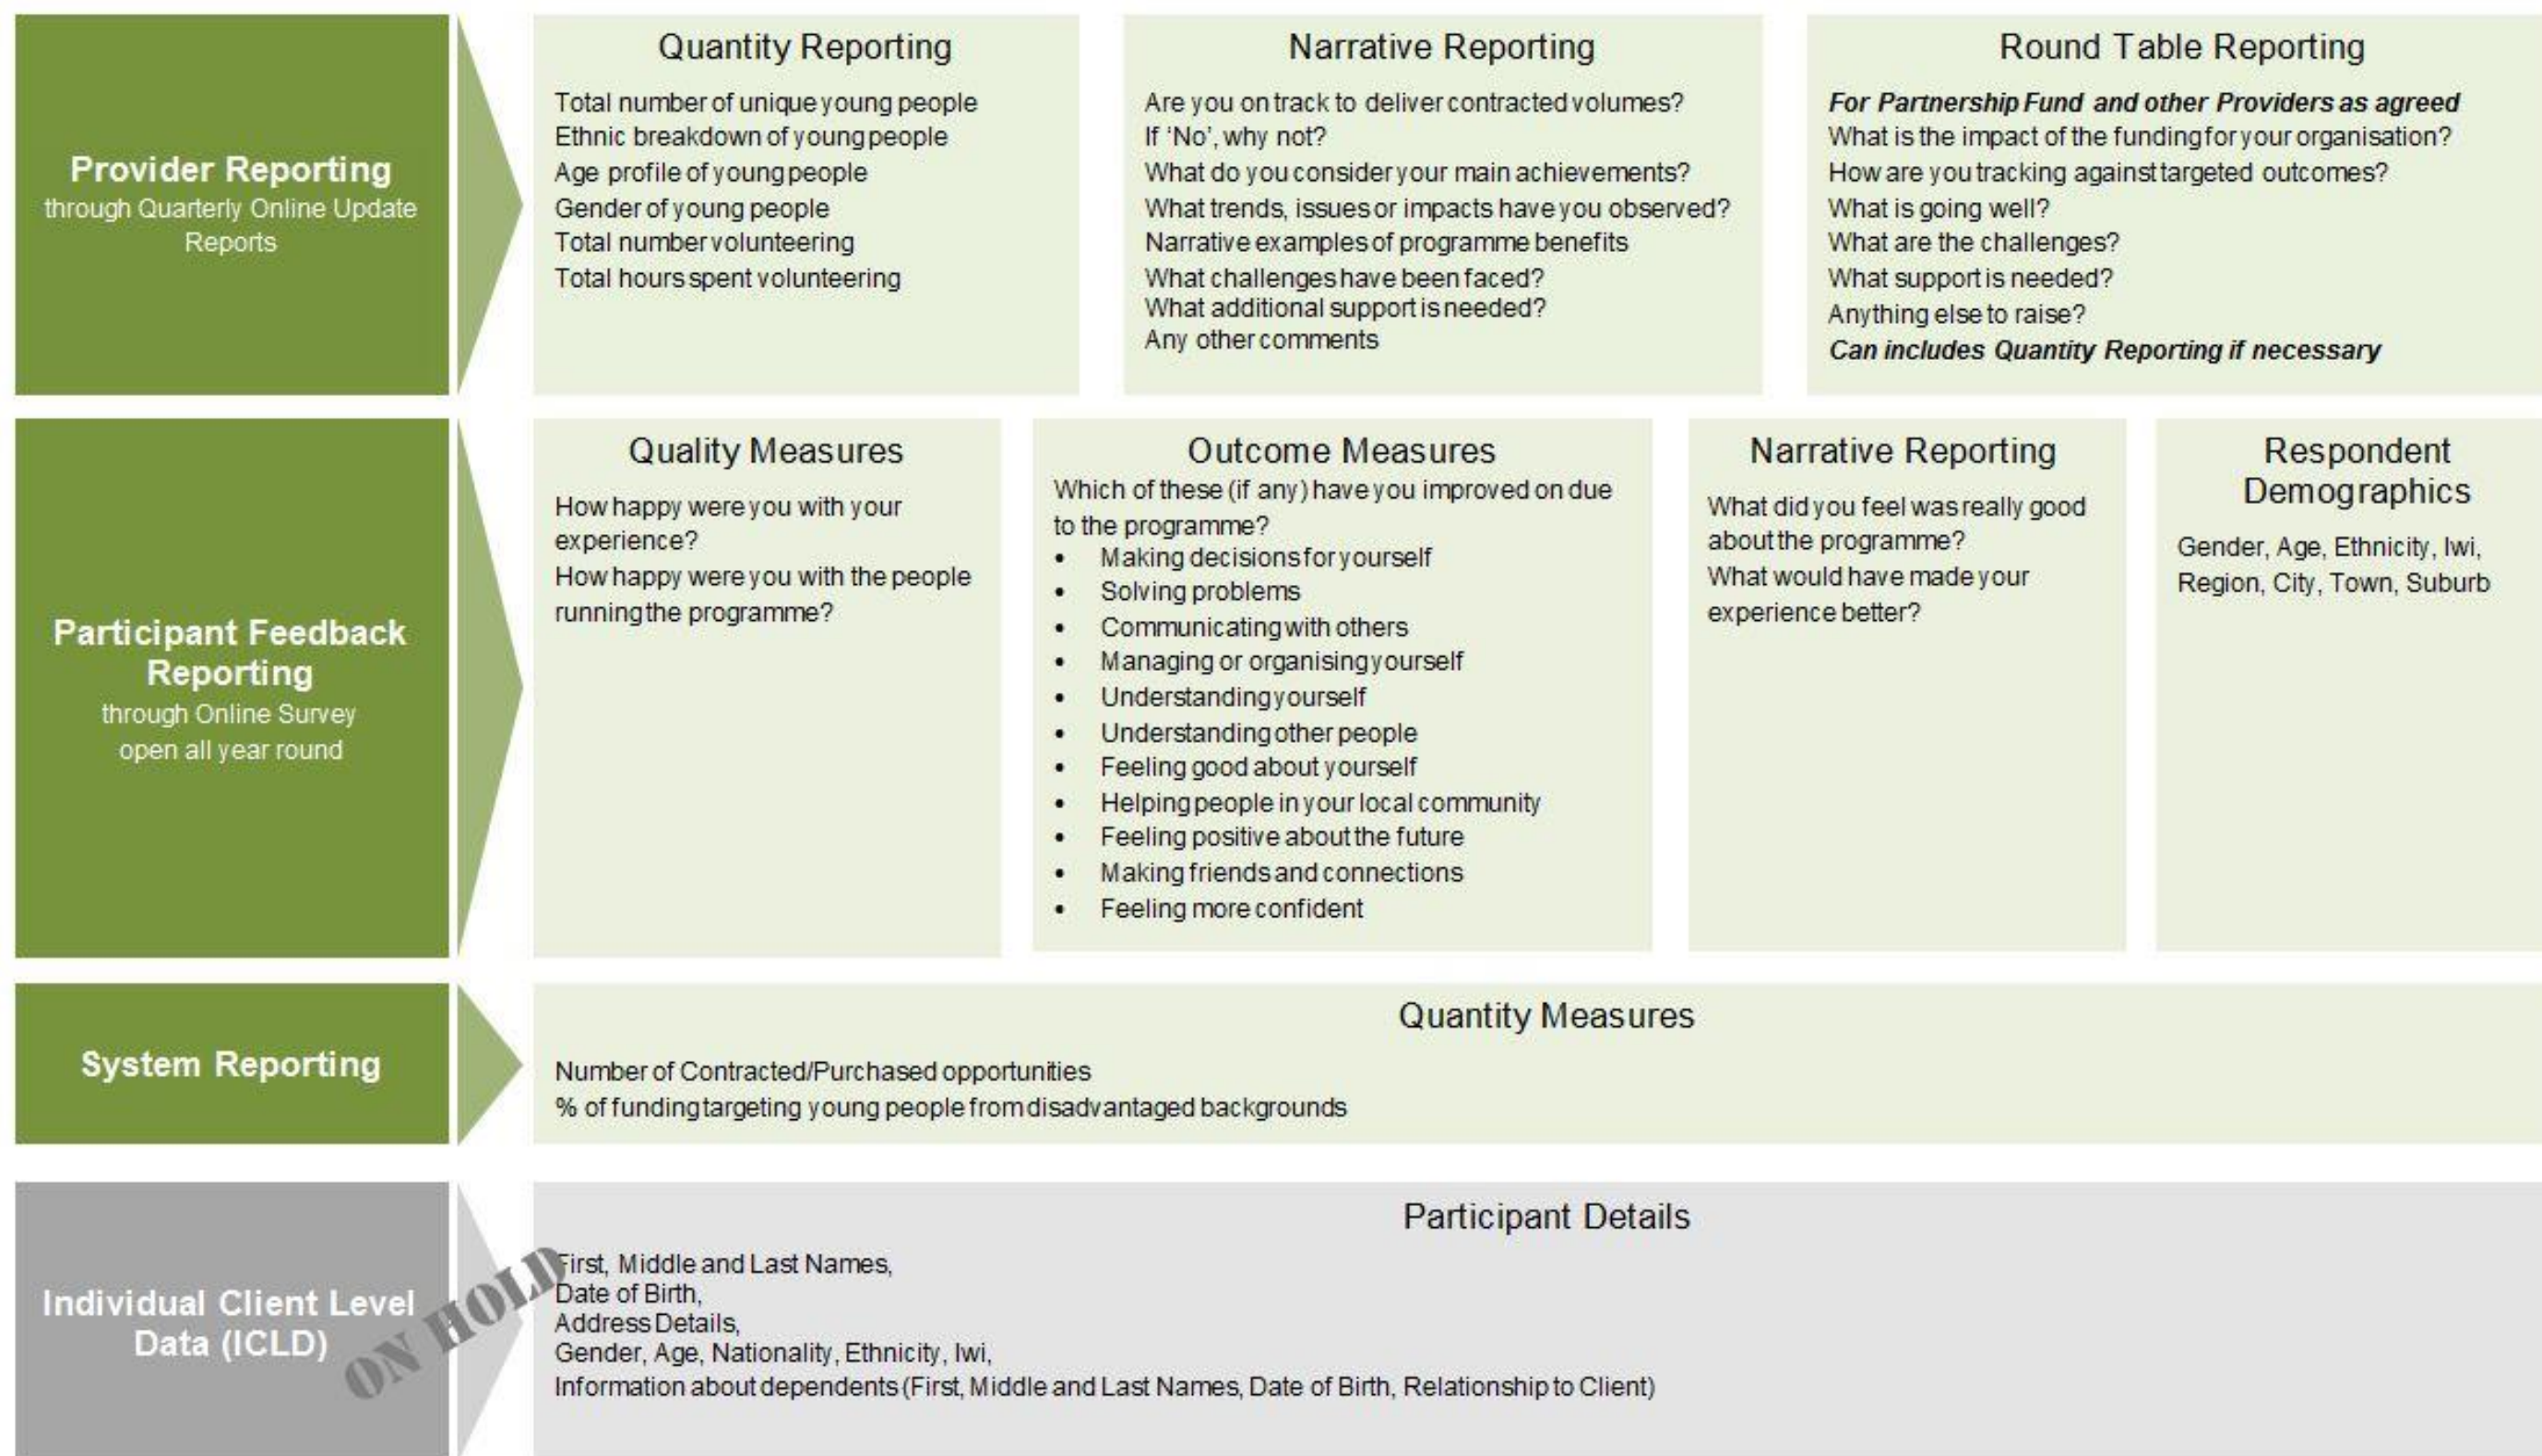 Provider Reporting
through Quarterly Online Update
Reports
Quantity Reporting
Total number of unique young people
Ethnic breakdown of young people
Age profile of young people
Gender of young people
Total number volunteering
Total hours spent volunteering
Narrative Reporting
Are you on track to deliver contracted volumes?
If ‘No’, why not?
What do you consider your main achievements?
What trends, issues or impacts have you observed?
Narrative examples of programme benefits
What challenges have been faced?
What additional support is needed?
Any other comments
Round Table Reporting
For Partnership Fund and other Providers as agreed
What is the impact of the funding for your organisation?
How are you tracking against targeted outcomes?
What is going well?
What are the challenges?
What support is needed?
Anything else to raise?
Can includes Quantity Reporting if necessary
Participant Feedback
Reporting
through Online Survey
open all year round
Quality Measures
How happy were you with your
experience?
How happy were you with the people
running the programme?
Outcome Measures
Which of these (if any) have you improved on due
to the programme?
• Making decisions for yourself
• Solving problems
• Communicating with others
• Managing or organising yourself
• Understanding yourself
• Understanding other people
• Feeling good about yourself
• Helping people in your local community
• Feeling positive about the future
• Making friends and connections
• Feeling more confident
Narrative Reporting
What did you feel was really good
about the programme?
What would have made your
experience better?
Respondent
Demographics
Gender, Age, Ethnicity, Iwi,
Region, City, Town, Suburb
System Reporting
Quantity Measures
Number of Contracted/Purchased opportunities
% of funding targeting young people from disadvantaged backgrounds
Individual Client Level
Data (ICLD)
ON HOLD
Participant Details
First, Middle and Last Names,
Date of Birth,
Address Details,
Gender, Age, Nationality, Ethnicity, Iwi,
Information about dependents (First, Middle and Last Names, Date of Birth, Relationship to Client)